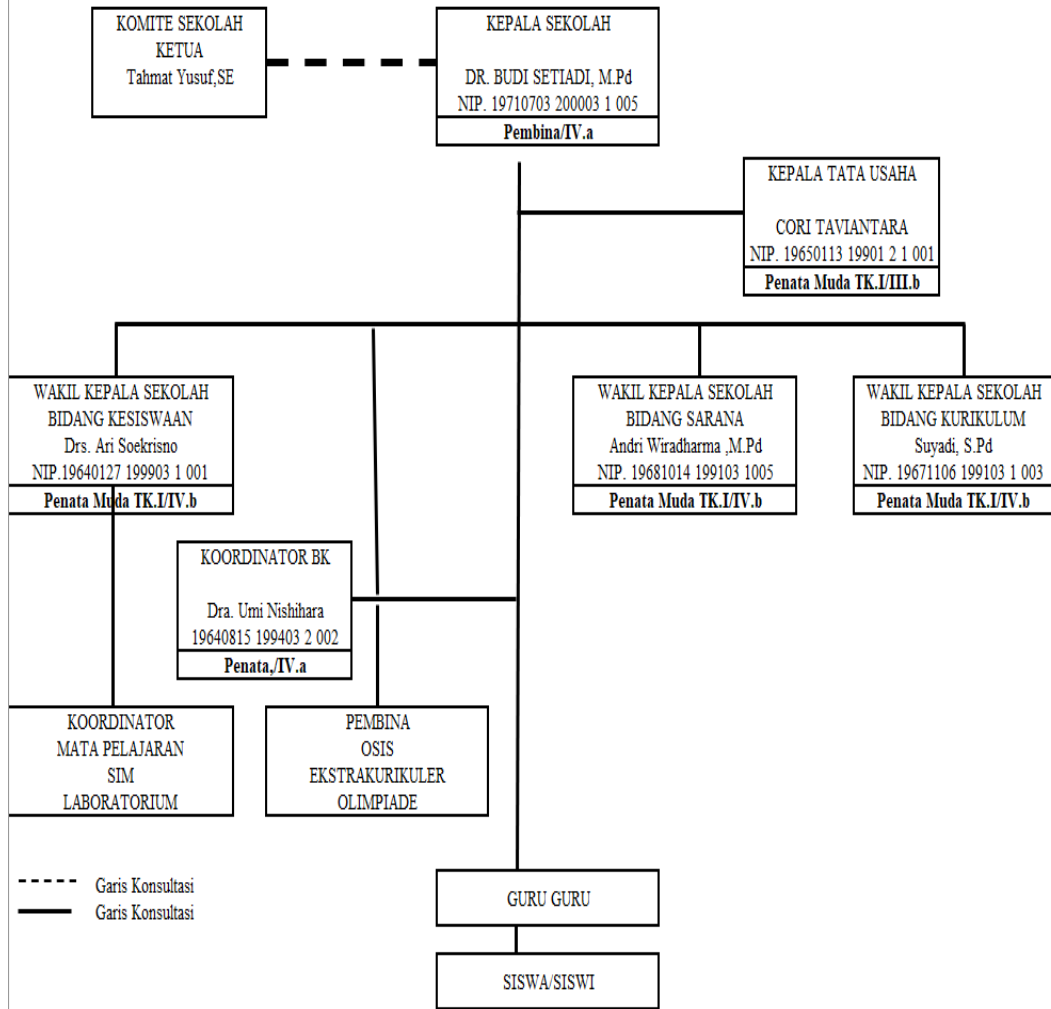 KOMITE SEKOLAH
KETUA
Tahmat Yusuf,SE
KEPALA SEKOLAH
DR. BUDI SETIADI, M.Pd
NIP. 19710703 200003 1 005
Pembina/IV.a
KEPALA TATA USAHA
CORI TAVIANTARA
NIP. 19650113 19901 2 1 001
Penata Muda TK.I/III.b
WAKIL KEPALA SEKOLAH
BIDANG KESISWAAN
Drs. Ari Soekrisno
NIP.19640127 199903 1 001
Penata Muda TK.I/IV.b
WAKIL KEPALA SEKOLAH
BIDANG SARANA
Andri Wiradharma ,M.Pd
NIP. 19681014 199103 1005
Penata Muda TK.I/IV.b
WAKIL KEPALA SEKOLAH
BIDANG KURIKULUM
Suyadi, S.Pd
NIP. 19671106 199103 1 003
Penata Muda TK.I/IV.b
KOORDINATOR BK
Dra. Umi Nishihara
19640815 199403 2 002
Penata,/IV.a
KOORDINATOR
MATA PELAJARAN
SIM
LABORATORIUM
PEMBINA
OSIS
EKSTRAKURIKULER
OLIMPIADE
Garis Konsultasi
Garis Konsultasi
GURU GURU
SISWA/SISWI